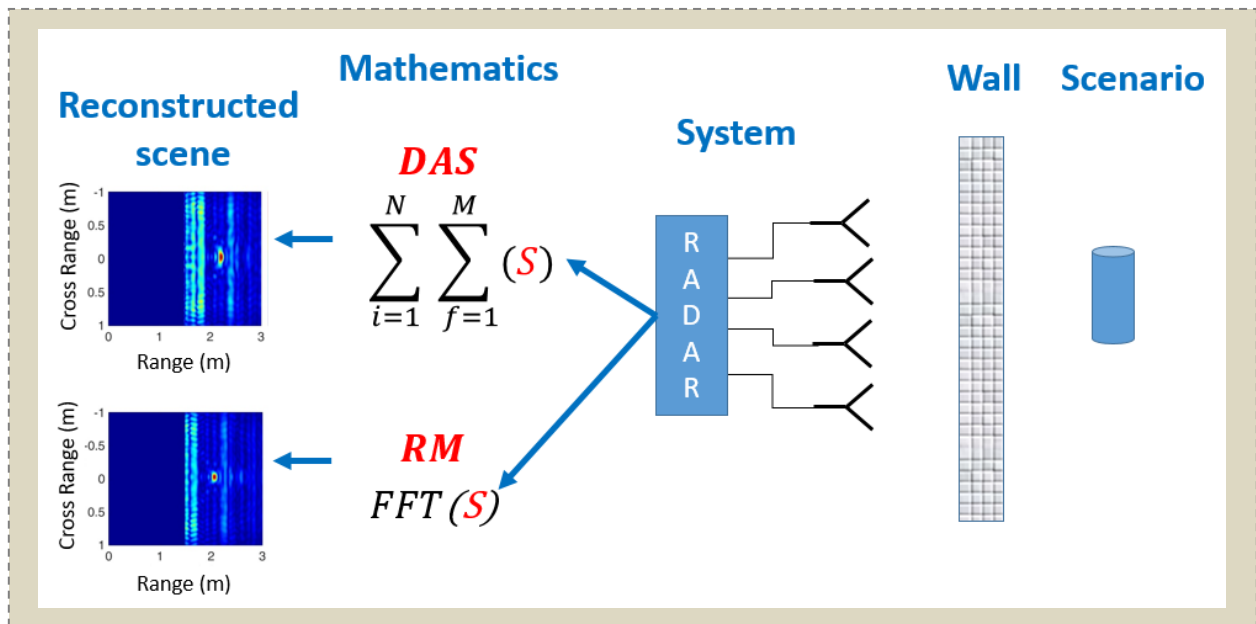 Mathematics
Wall
Scenario
Reconstructed
scene
System
DAS
N M
∑ ∑ (S)
i=1 f=1
Cross Range (m)
-1
0.5
0
0.5
1
0 1 2 3
Range (m)
R
A
D
A
R
RM
FFT (S)
Cross Range (m)
-1
-0.5
0
0.5
1
0 1 2 3
Range (m)